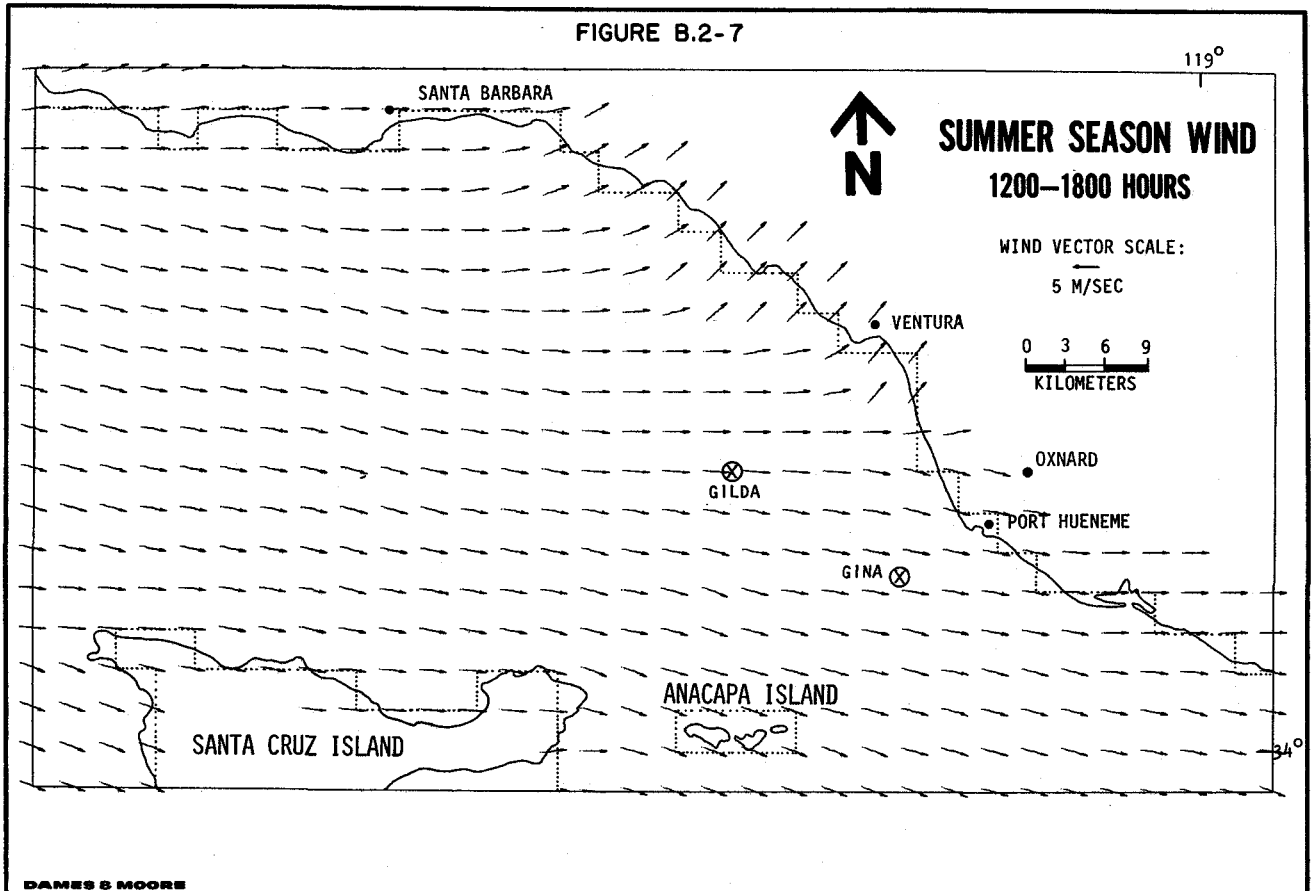 FIGURE B.2-7
119°
SANTA BARBARA
N
SUMMER SEASON WIND
1200-1800 HOURS
WIND VECTOR SCALE:
5 M/SEC
VENTURA
0 3 6 9
KILOMETERS
OXNARD
GILDA
PORT HUENEME
GINA
ANACAPA ISLAND
SANTA CRUZ ISLAND
34°
DAMES & MOORE